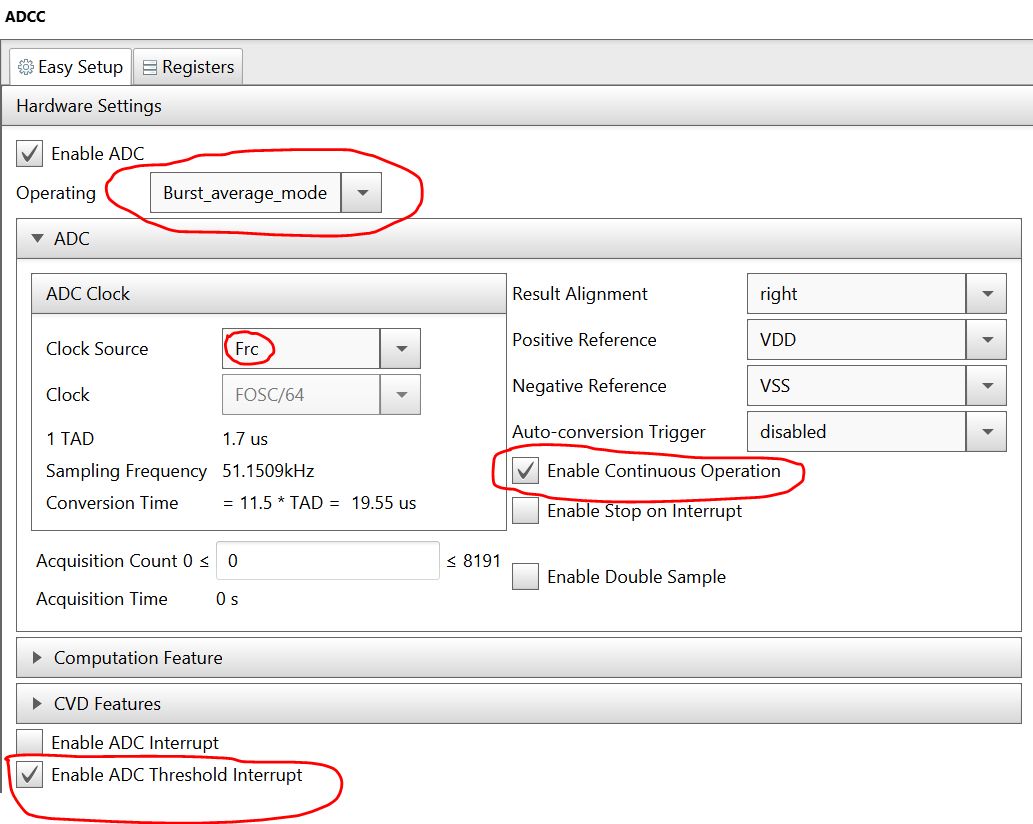 ADCC
Easy Setup Registers
Hardware Settings
Enable ADC
Operating Burst_average_mode
ADC
ADC Clock
Result Alignment right
Positive Reference VDD
Clock Source Frc
Negative Reference VSS
Clock FOSC/64
Auto-conversion Trigger disabled
1 TAD 1.7 us
Sampling Frequency 51.1509kHz
Enable Continuous Operation
Conversion Time = 11.5 * TAD = 19.55 us
Enable Stop on Interrupt
Acquisition Count 0 ≤ 0 ≤ 8191
Enable Double Sample
Acquisition Time 0 s
Computation Feature
CVD Features
Enable ADC Interrupt
Enable ADC Threshold Interrupt